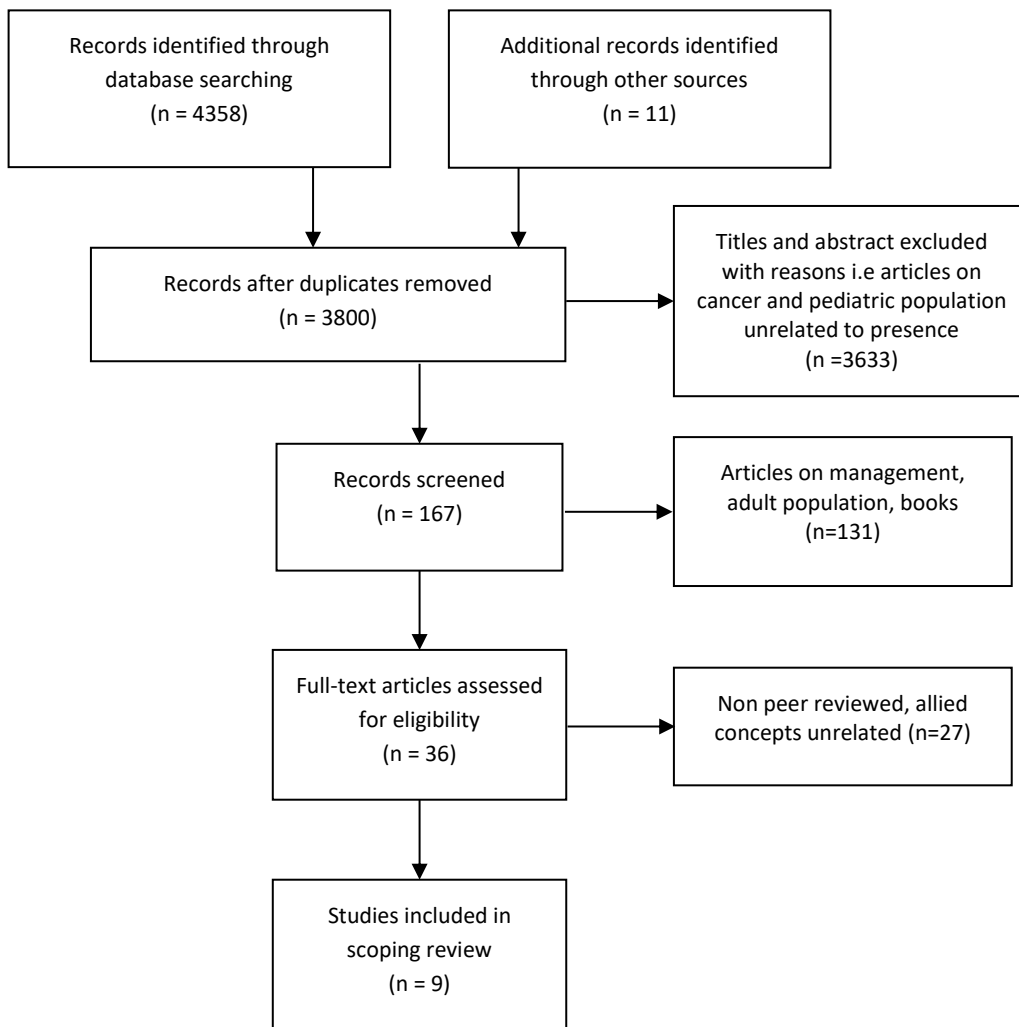 Records identified through
database searching
(n = 4358)
Additional records identified
through other sources
(n = 11)
Records after duplicates removed
(n = 3800)
Titles and abstract excluded
with reasons i.e articles on
cancer and pediatric population
unrelated to presence
(n =3633)
Records screened
(n = 167)
Articles on management,
adult population, books
(n=131)
Full-text articles assessed
for eligibility
(n = 36)
Non peer reviewed, allied
concepts unrelated (n=27)
Studies included in
scoping review
(n = 9)